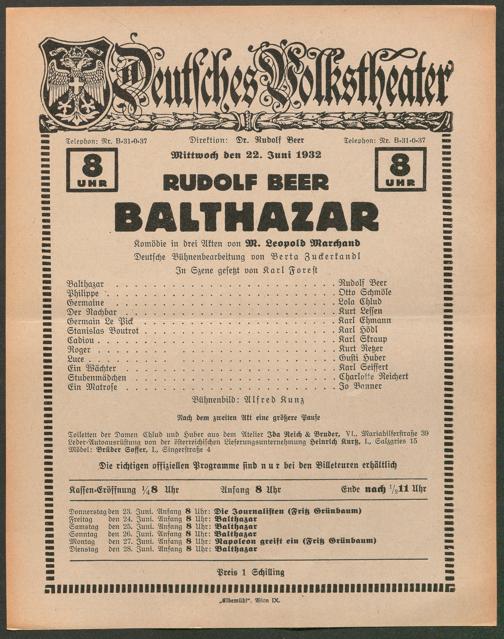 Deutsches Volkstheater
Telephon: Nr. B-31-0-37 Direktion: Dr. Rudolf Beer Telephon: Nr. B-31-0-37
8 UHR Mittwoch den 22. Juni 1932 8 UHR
RUDOLF BEER
BALTHAZAR
Komödie in drei Akten von M. Leopold Marchand
Deutsche Bühnenbearbeitung von Berta Zuckerkandl
In Szene gesetzt von Karl Forest
Balthazar Rudolf Beer
Philippe Otto Schmöle
Germaine Lola Chlud
Der Nachbar Kurt Lessen
Germain Le Pick Karl Ehmann
Stanislas Boutrot Karl Hödl
Cadiou Karl Skraup
Roger Kurt Netzer
Luce Gusti Huber
Ein Wächter Karl Seiffert
Stubenmädchen Charlotte Reichert
Ein Matrose Jo Bonner
Bühnenbild: Alfred Kunz
Nach dem zweiten Akt eine größere Pause
Toiletten der Damen Chlud und Huber aus dem Atelier Ida Reich & Bruder, VI., Mariahilferstraße 39
Leder-Autoausrüstung von der österreichischen Lieferungsunternehmung Heinrich Kurtz, I., Salzgries 15
Möbel: Brüder Soffer, I., Singerstraße 4
Die richtigen offiziellen Programme sind nur bei den Billeteuren erhältlich
Kassen-Eröffnung ¼8 Uhr Anfang 8 Uhr Ende nach ½11 Uhr
Donnerstag den 23. Juni. Anfang 8 Uhr: Die Journalisten (Fritz Grünbaum)
Freitag den 24. Juni. Anfang 8 Uhr: Balthazar
Samstag den 25. Juni. Anfang 8 Uhr: Balthazar
Sonntag den 26. Juni. Anfang 8 Uhr: Balthazar
Montag den 27. Juni. Anfang 8 Uhr: Napoleon greift ein (Fritz Grünbaum)
Dienstag den 28. Juni. Anfang 8 Uhr: Balthazar
Preis 1 Schilling
„Elbemühl“, Wien IX.